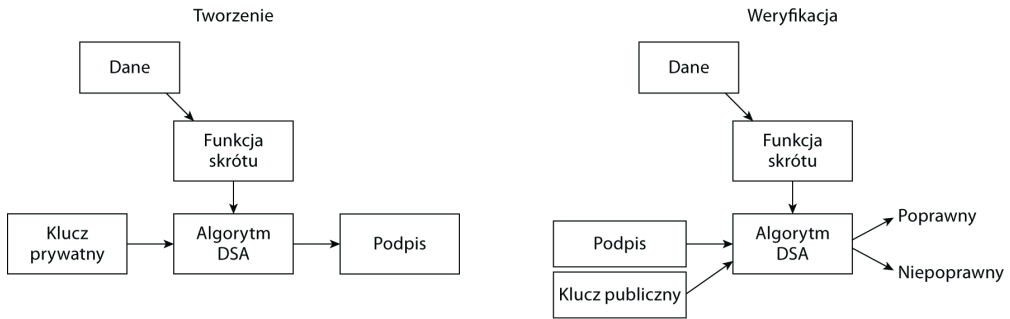 Tworzenie
Dane
Funkcja
skrótu
Klucz
prywatny
Algorytm
DSA
Podpis
Weryfikacja
Dane
Funkcja
skrótu
Podpis
Klucz publiczny
Algorytm
DSA
Poprawny
Niepoprawny